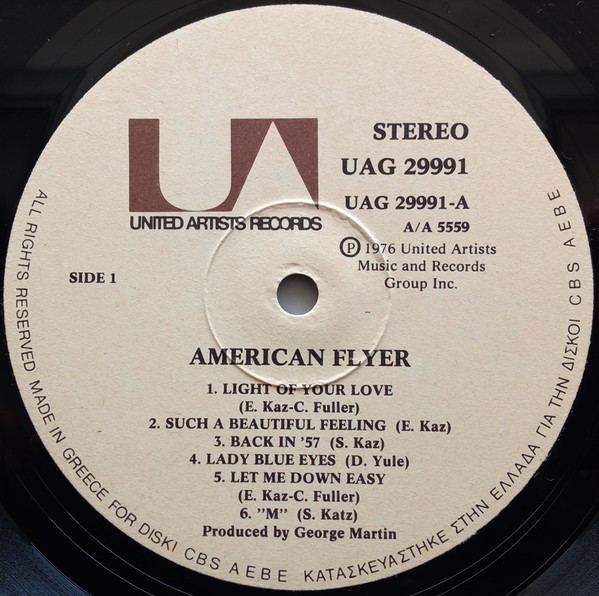 UA
UNITED ARTISTS RECORDS
STEREO
UAG 29991
UAG 29991-A
A/A 5559
Ⓟ 1976 United Artists
Music and Records
Group Inc.
SIDE 1
AMERICAN FLYER
1. LIGHT OF YOUR LOVE
(E. Kaz-C. Fuller)
2. SUCH A BEAUTIFUL FEELING (E. Kaz)
3. BACK IN '57 (S. Kaz)
4. LADY BLUE EYES (D. Yule)
5. LET ME DOWN EASY
(E. Kaz-C. Fuller)
6. ”M” (S. Katz)
Produced by George Martin
ALL RIGHTS RESERVED MADE IN GREECE FOR DISKI CBS AEBE ΚΑΤΑΣΚΕΥΑΣΤΗΚΕ ΣΤΗΝ ΕΛΛΑΔΑ ΓΙΑ ΤΗΝ ΔΙΣΚΟΙ CBS ΑΕΒΕ